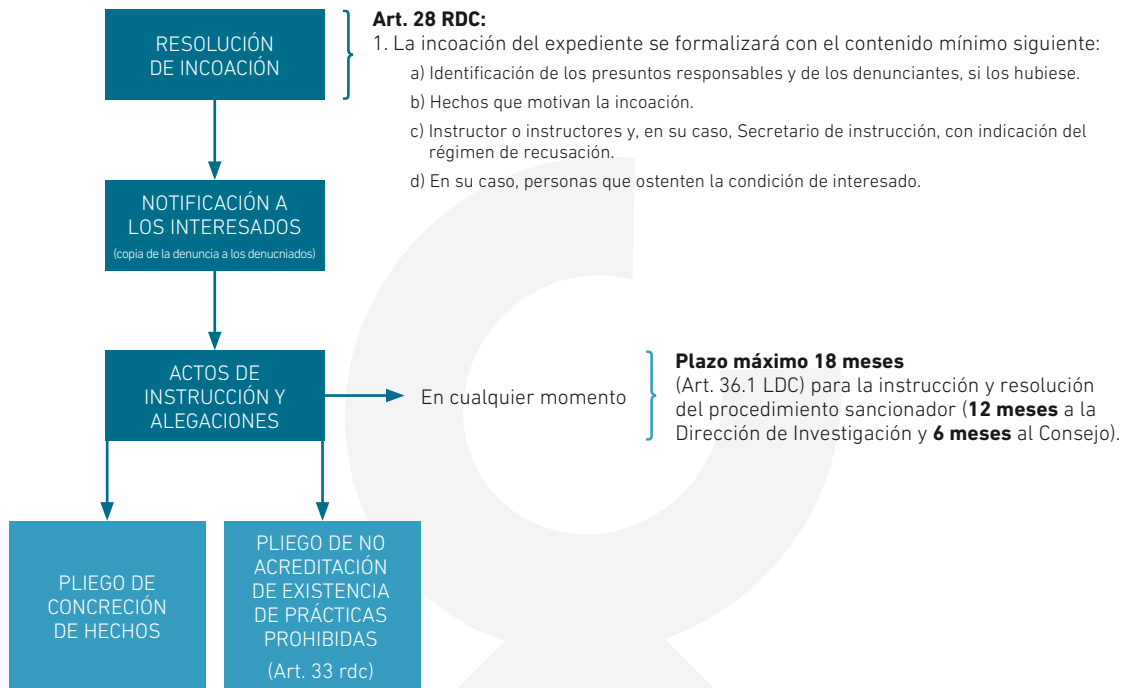 RESOLUCIÓN
DE INCOACIÓN
Art. 28 RDC:
1. La incoación del expediente se formalizará con el contenido mínimo siguiente:
a) Identificación de los presuntos responsables y de los denunciantes, si los hubiese.
b) Hechos que motivan la incoación.
c) Instructor o instructores y, en su caso, Secretario de instrucción, con indicación del
régimen de recusación.
d) En su caso, personas que ostenten la condición de interesado.
NOTIFICACIÓN A
LOS INTERESADOS
(copia de la denuncia a los denucniados)
ACTOS DE
INSTRUCCIÓN Y
ALEGACIONES
En cualquier momento
Plazo máximo 18 meses
(Art. 36.1 LDC) para la instrucción y resolución
del procedimiento sancionador (12 meses a la
Dirección de Investigación y 6 meses al Consejo).
PLIEGO DE
CONCRECIÓN
DE HECHOS
PLIEGO DE NO
ACREDITACIÓN
DE EXISTENCIA
DE PRÁCTICAS
PROHIBIDAS
(Art. 33 rdc)